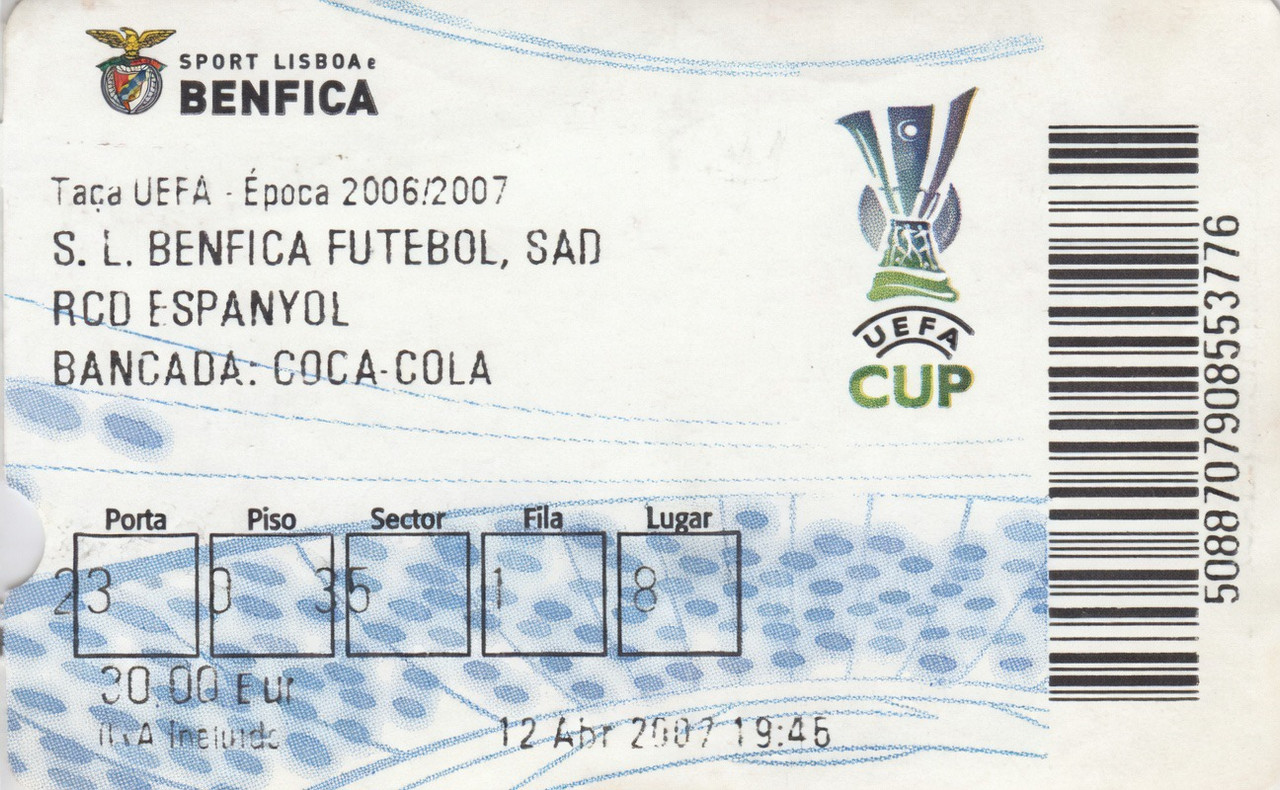 SPORT LISBOA e
BENFICA
Taça UEFA - Época 2006/2007
S. L. BENFICA FUTEBOL, SAD
RCD ESPANYOL
BANCADA: COCA-COLA
UEFA
CUP
Porta Piso Sector Fila Lugar
23 0 35 1 8
30.00 Eur
IVA Incluido
12 Abr 2007 19:45
5088707908553776